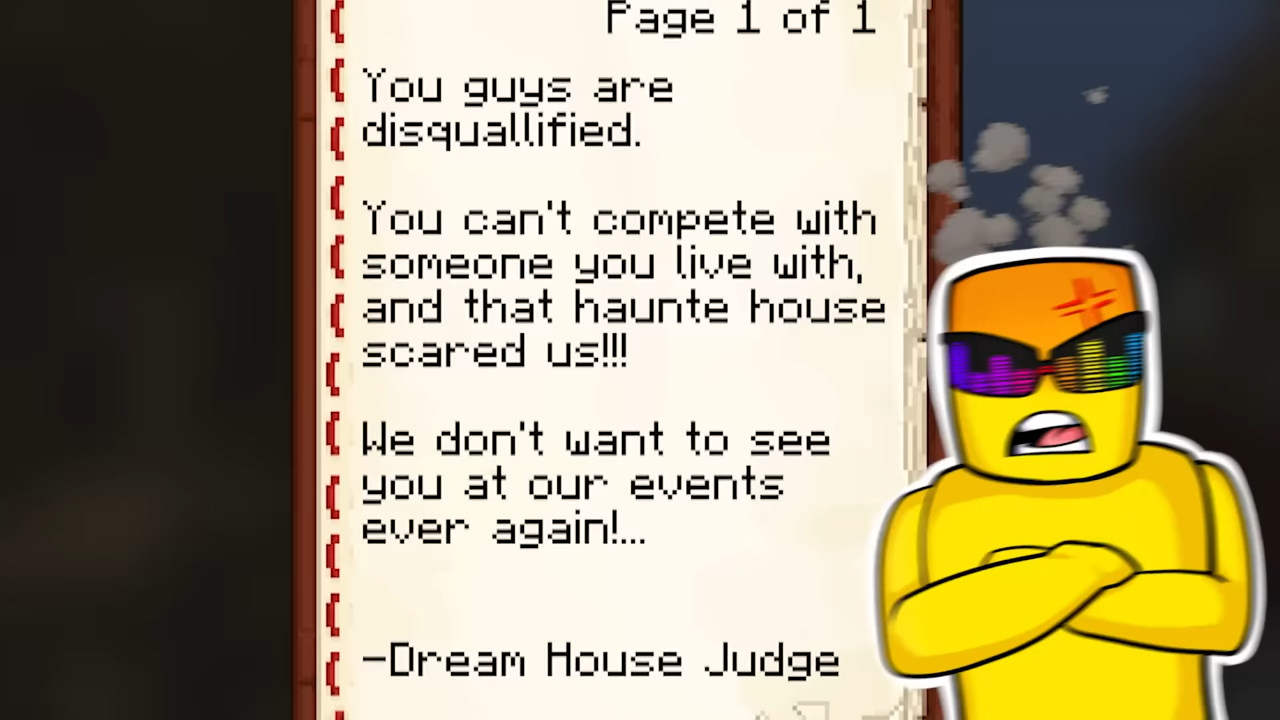 Page 1 of 1
You guys are
disquallified.
You can't compete with
someone you live with,
and that haunte house
scared us!!!
We don't want to see
you at our events
ever again!...
-Dream House Judge